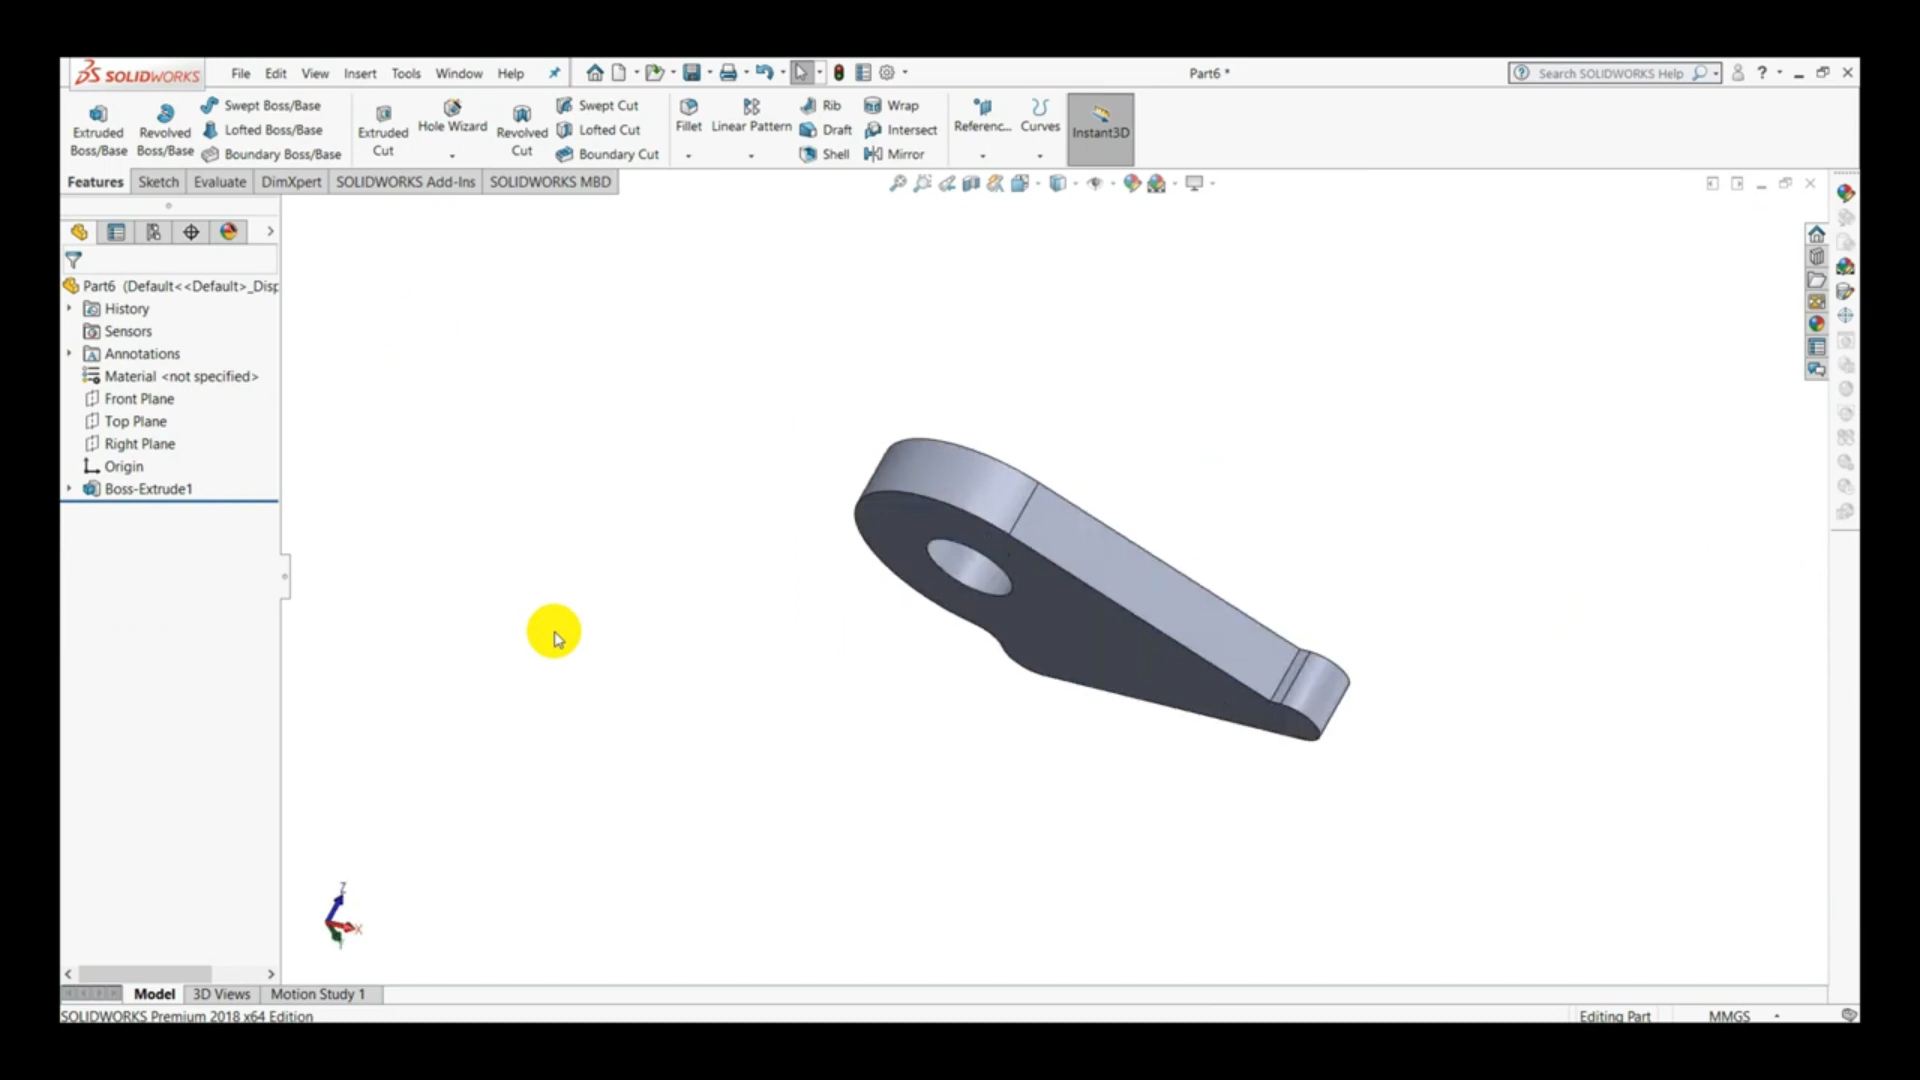 SOLIDWORKS File Edit View Insert Tools Window Help Part6 * Search SOLIDWORKS Help ?
Extruded Boss/Base
Revolved Boss/Base
Swept Boss/Base
Lofted Boss/Base
Boundary Boss/Base
Extruded Cut
Hole Wizard
Revolved Cut
Swept Cut
Lofted Cut
Boundary Cut
Fillet
Linear Pattern
Rib
Draft
Shell
Wrap
Intersect
Mirror
Referenc...
Curves
Instant3D
Features Sketch Evaluate DimXpert SOLIDWORKS Add-Ins SOLIDWORKS MBD
Part6 (Default<<Default>_Disp
History
Sensors
Annotations
Material <not specified>
Front Plane
Top Plane
Right Plane
Origin
Boss-Extrude1
Z
X
Model 3D Views Motion Study 1
SOLIDWORKS Premium 2018 x64 Edition Editing Part MMGS